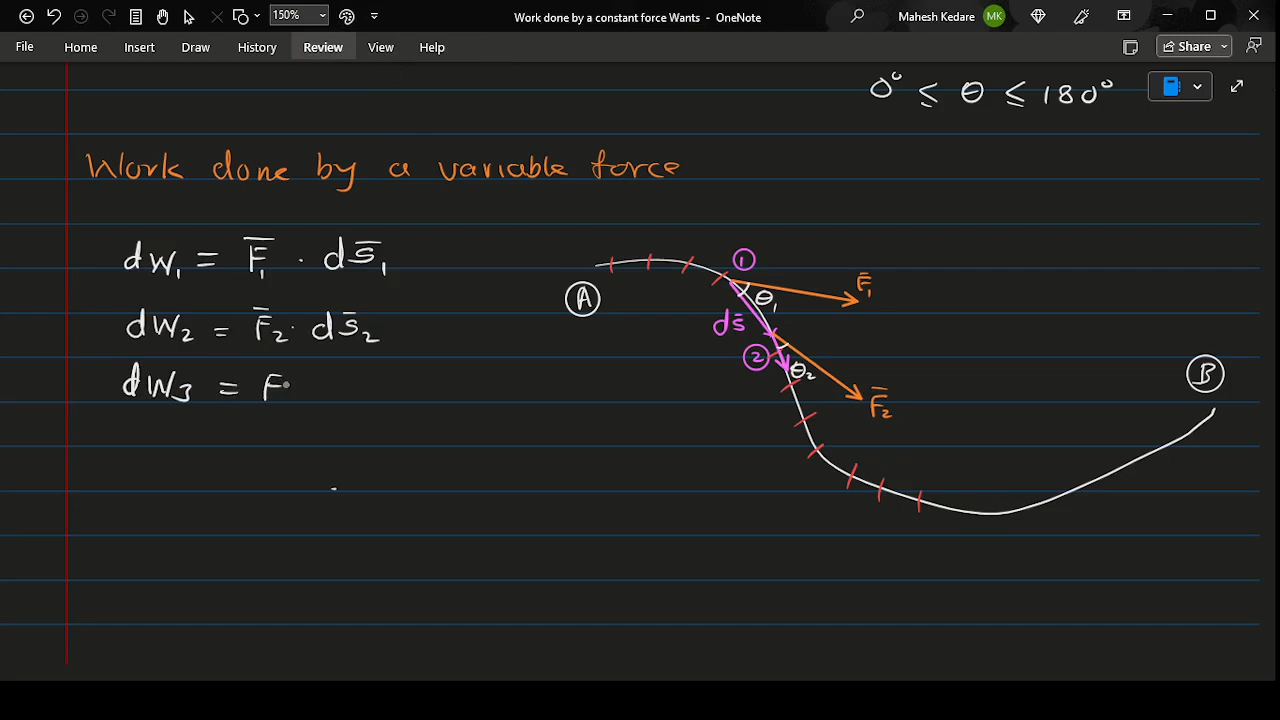 150%
Work done by a constant force Wants - OneNote
Mahesh Kedare
MK
File Home Insert Draw History Review View Help
Share
0° ≤ θ ≤ 180°
Work done by a variable force
dW₁ = F̅₁ · dS̅₁
dW₂ = F̅₂ · dS̅₂
dW₃ = F
A
1
F̅₁
θ₁
dS̅
2
θ₂
F̅₂
B